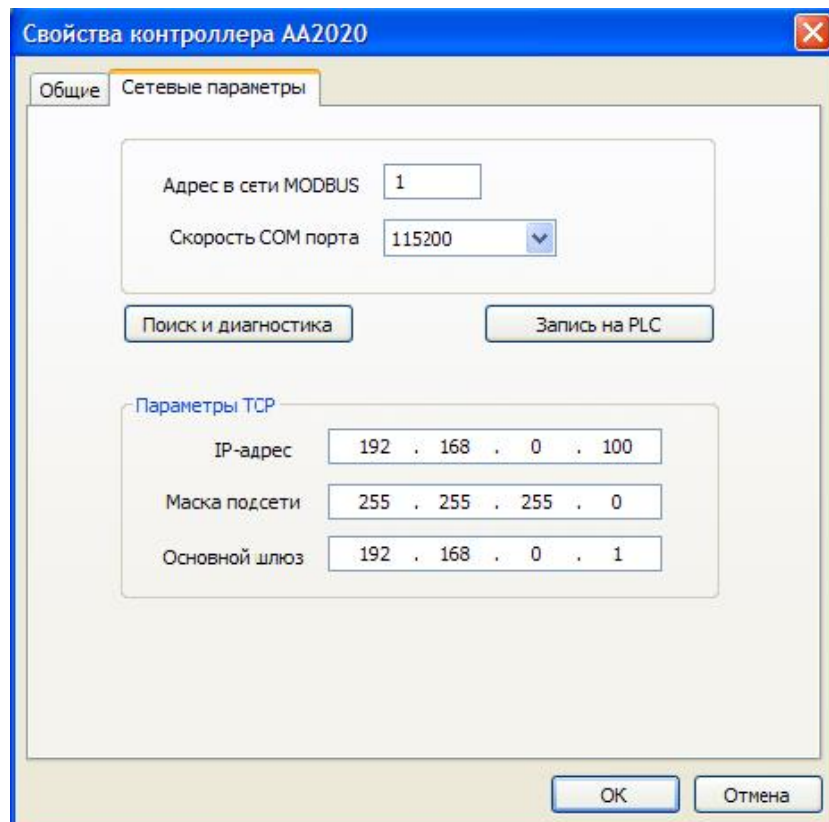 Свойства контроллера AA2020
Общие Сетевые параметры
Адрес в сети MODBUS 1
Скорость COM порта 115200
Поиск и диагностика Запись на PLC
Параметры TCP
IP-адрес 192 . 168 . 0 . 100
Маска подсети 255 . 255 . 255 . 0
Основной шлюз 192 . 168 . 0 . 1
OK Отмена